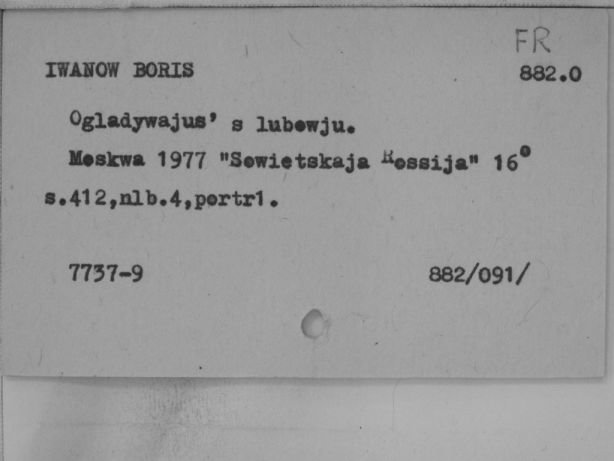 FR
IWANOW BORIS 882.0
Ogladywajus' s lubowju.
Moskwa 1977 "Sowietskaja Rossija" 16°
s.412,nlb.4,portr1.
7737-9 882/091/